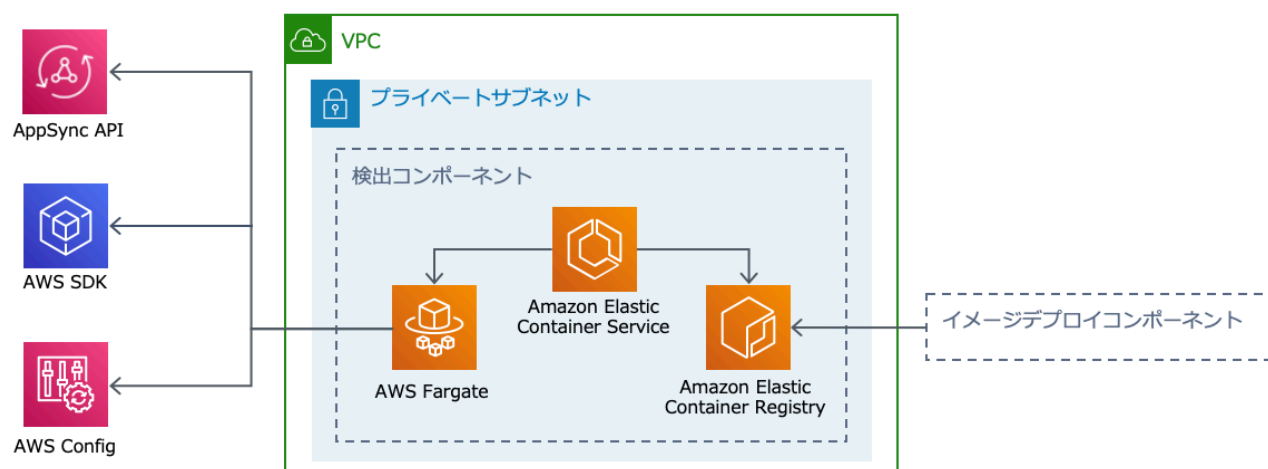 VPC
プライベートサブネット
AppSync API
検出コンポーネント
AWS SDK
Amazon Elastic
Container Service
イメージデプロイコンポーネント
AWS Fargate
Amazon Elastic
Container Registry
AWS Config